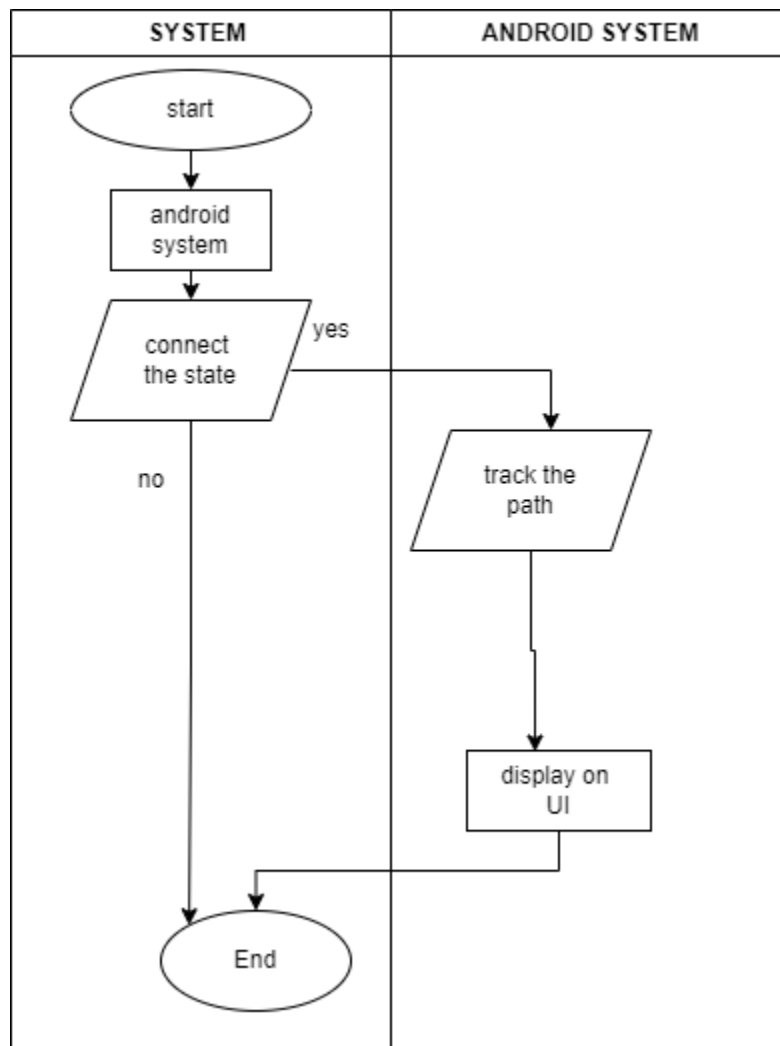 SYSTEM
ANDROID SYSTEM
start
android
system
connect
the state
yes
no
track the
path
display on
UI
End